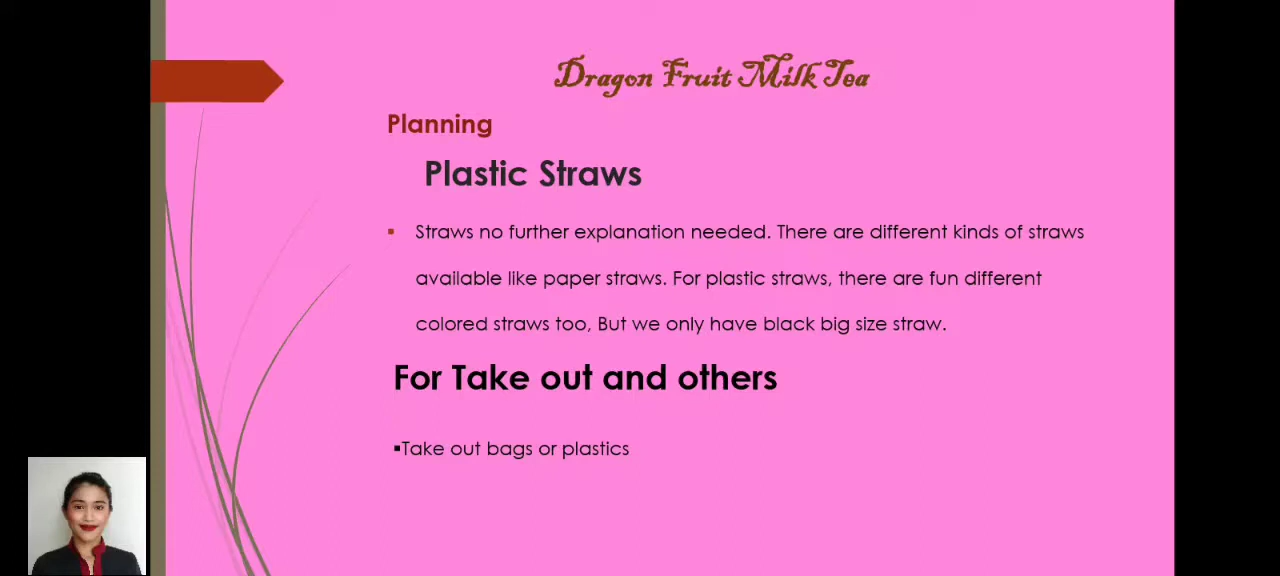 Dragon Fruit Milk Tea
Planning
Plastic Straws
▪ Straws no further explanation needed. There are different kinds of straws
available like paper straws. For plastic straws, there are fun different
colored straws too, But we only have black big size straw.
For Take out and others
▪Take out bags or plastics